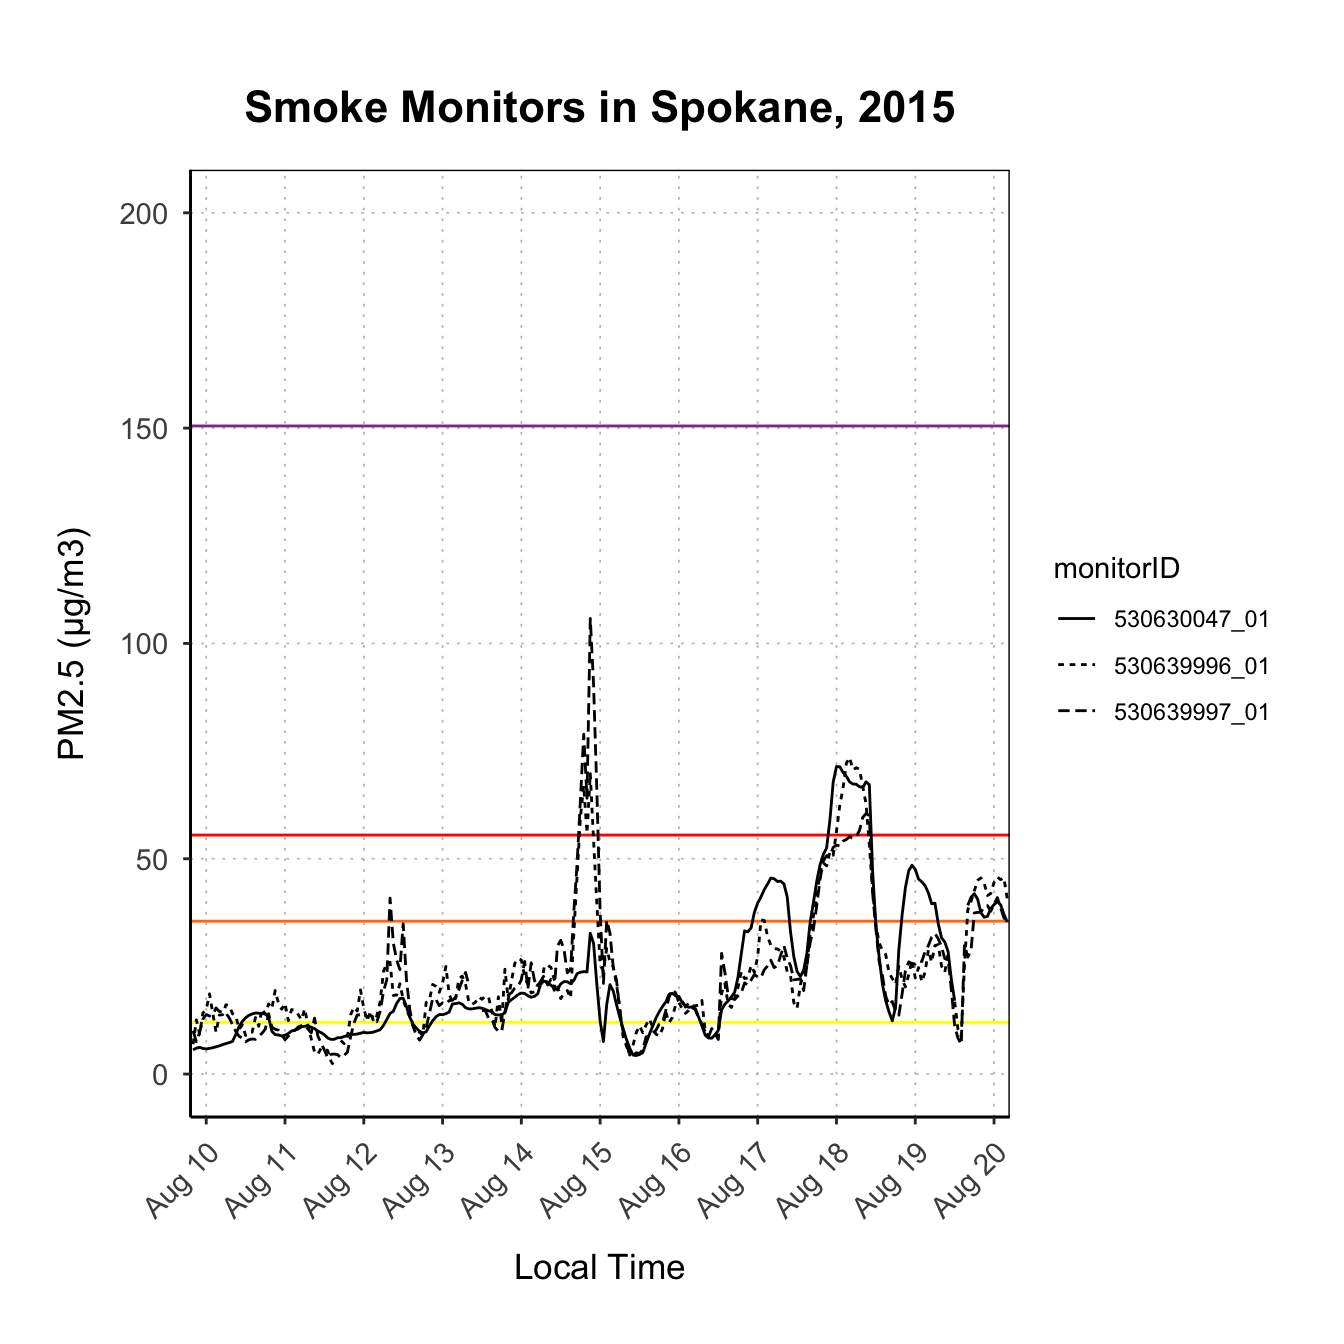 Smoke Monitors in Spokane, 2015
PM2.5 (µg/m3)
200
150
100
50
0
monitorID
530630047_01
530639996_01
530639997_01
Aug 10
Aug 11
Aug 12
Aug 13
Aug 14
Aug 15
Aug 16
Aug 17
Aug 18
Aug 19
Aug 20
Local Time